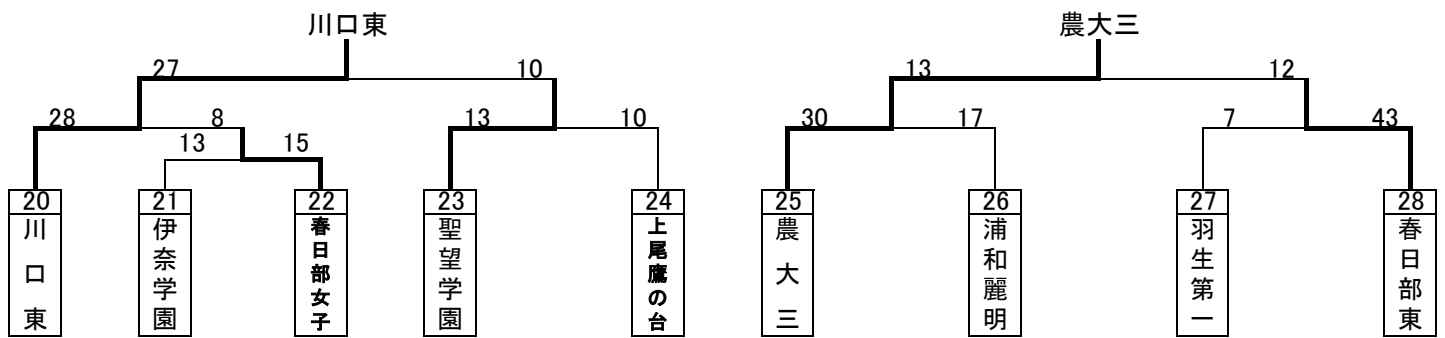 川口東 農大三
27 10 13 12
28 8 13 10 30 17 7 43
13 15
20 21 22 23 24 25 26 27 28
川口東
伊奈学園
春日部女子
聖望学園
上尾鷹の台
農大三
浦和麗明
羽生第一
春日部東